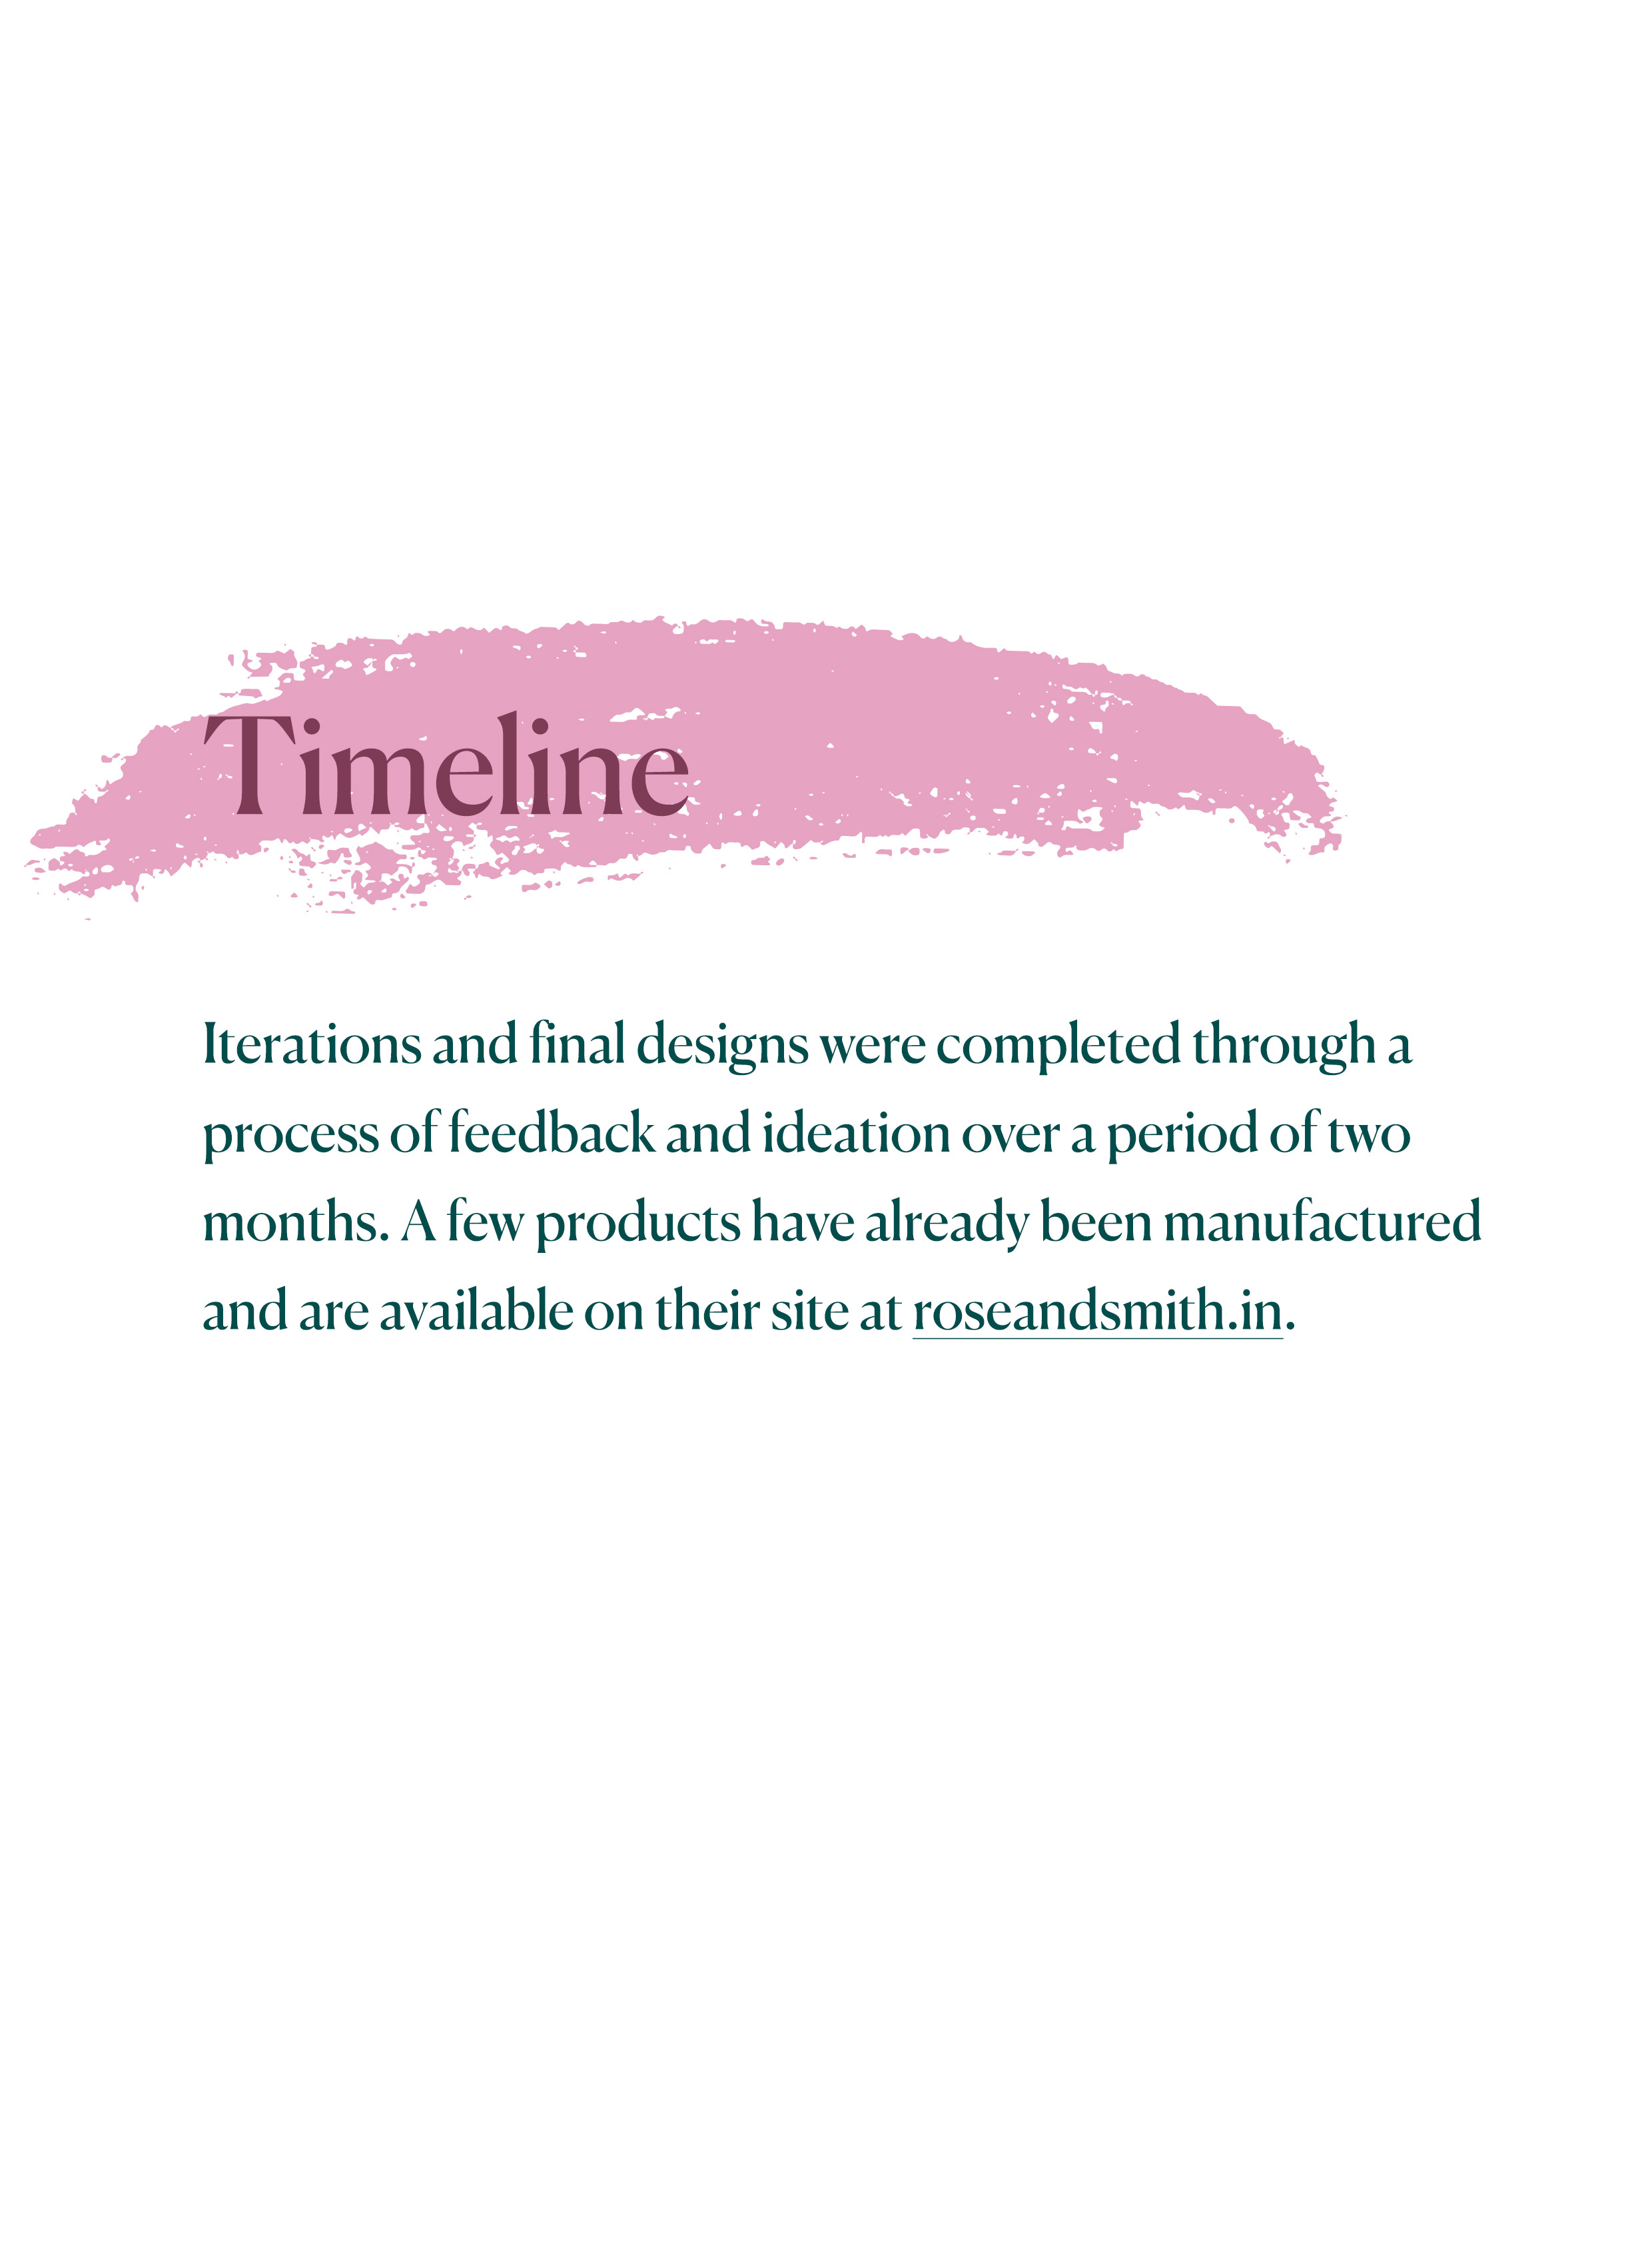 Timeline
Iterations and final designs were completed through a
process of feedback and ideation over a period of two
months. A few products have already been manufactured
and are available on their site at roseandsmith.in.